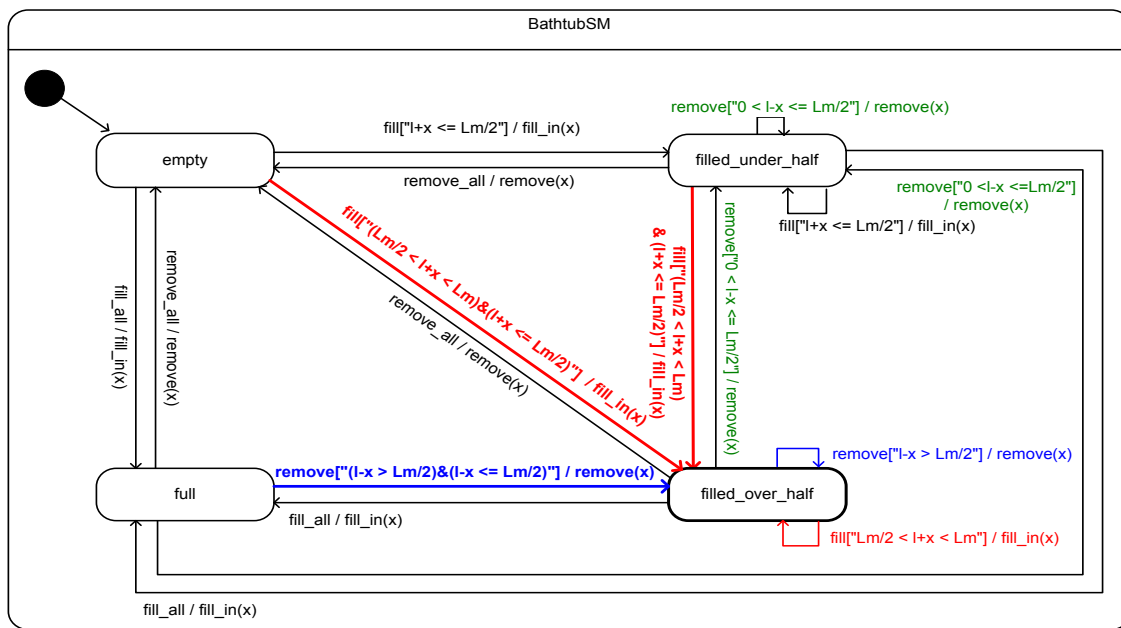 BathtubSM
remove["0 < l-x <= Lm/2"] / remove(x)
fill["l+x <= Lm/2"] / fill_in(x)
empty
filled_under_half
remove_all / remove(x)
remove["0 <l-x <=Lm/2"]
/ remove(x)
fill["l+x <= Lm/2"] / fill_in(x)
fill["(Lm/2 < l+x < Lm)&(l+x <= Lm/2)"] / fill_in(x)
remove_all / remove(x)
fill["(Lm/2 < l+x < Lm)
& (l+x <= Lm/2)"] / fill_in(x)
remove["0 < l-x <= Lm/2"] / remove(x)
fill_all / fill_in(x)
remove_all / remove(x)
remove["(l-x > Lm/2)&(l-x <= Lm/2)"] / remove(x)
remove["l-x > Lm/2"] / remove(x)
full
filled_over_half
fill_all / fill_in(x)
fill["Lm/2 < l+x < Lm"] / fill_in(x)
fill_all / fill_in(x)